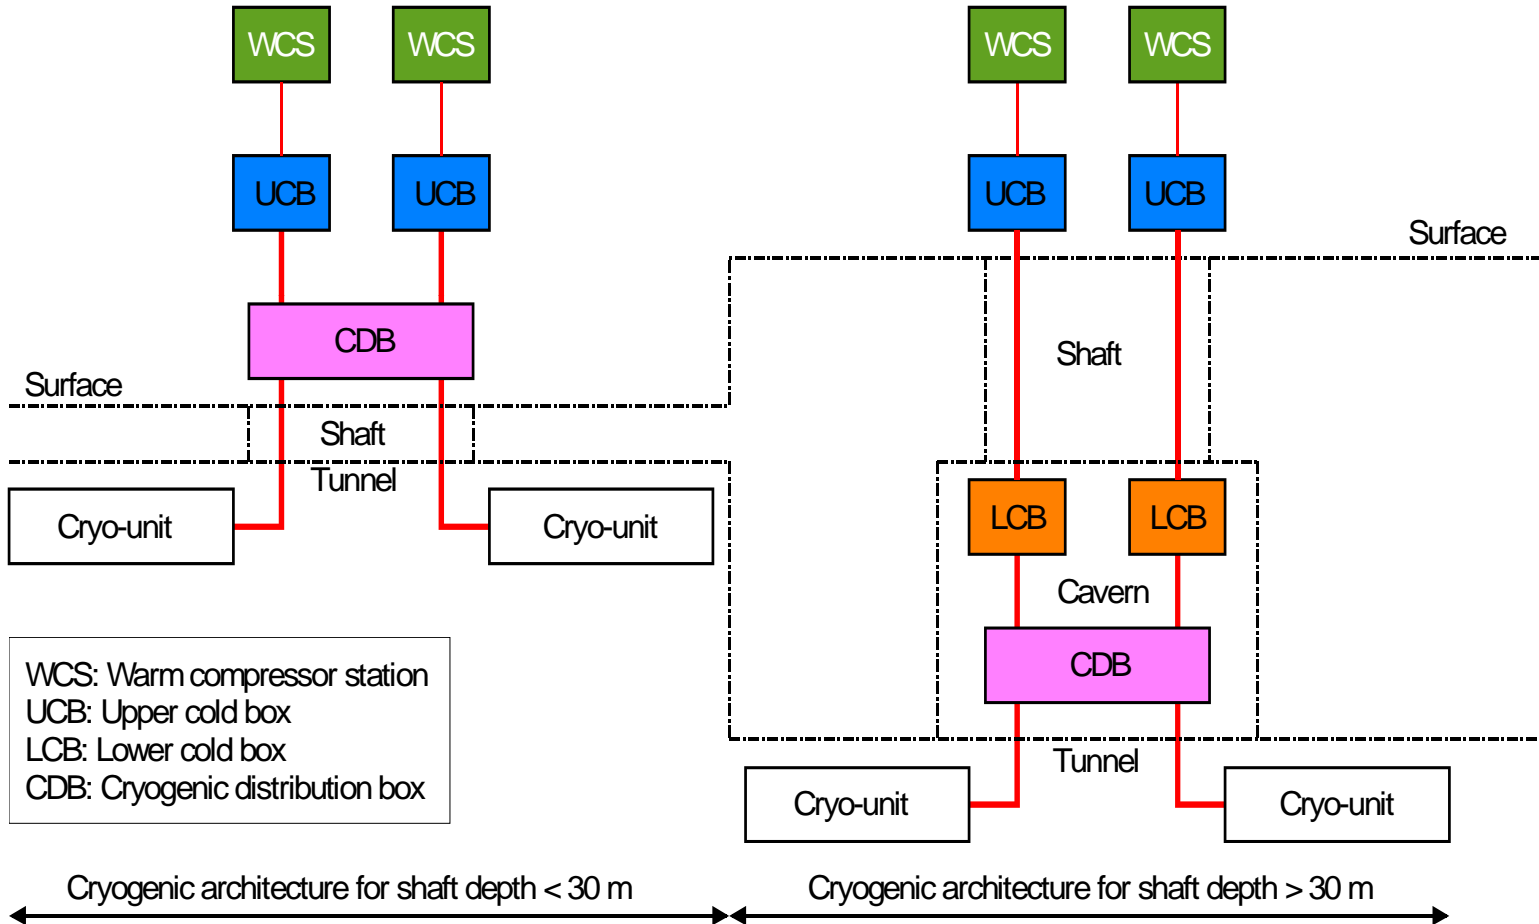 WCS WCS WCS WCS
UCB UCB UCB UCB
Surface
CDB
Shaft
Surface
Shaft
Tunnel
Cryo-unit Cryo-unit
LCB LCB
Cavern
CDB
Tunnel
Cryo-unit Cryo-unit
WCS: Warm compressor station
UCB: Upper cold box
LCB: Lower cold box
CDB: Cryogenic distribution box
Cryogenic architecture for shaft depth < 30 m
Cryogenic architecture for shaft depth > 30 m